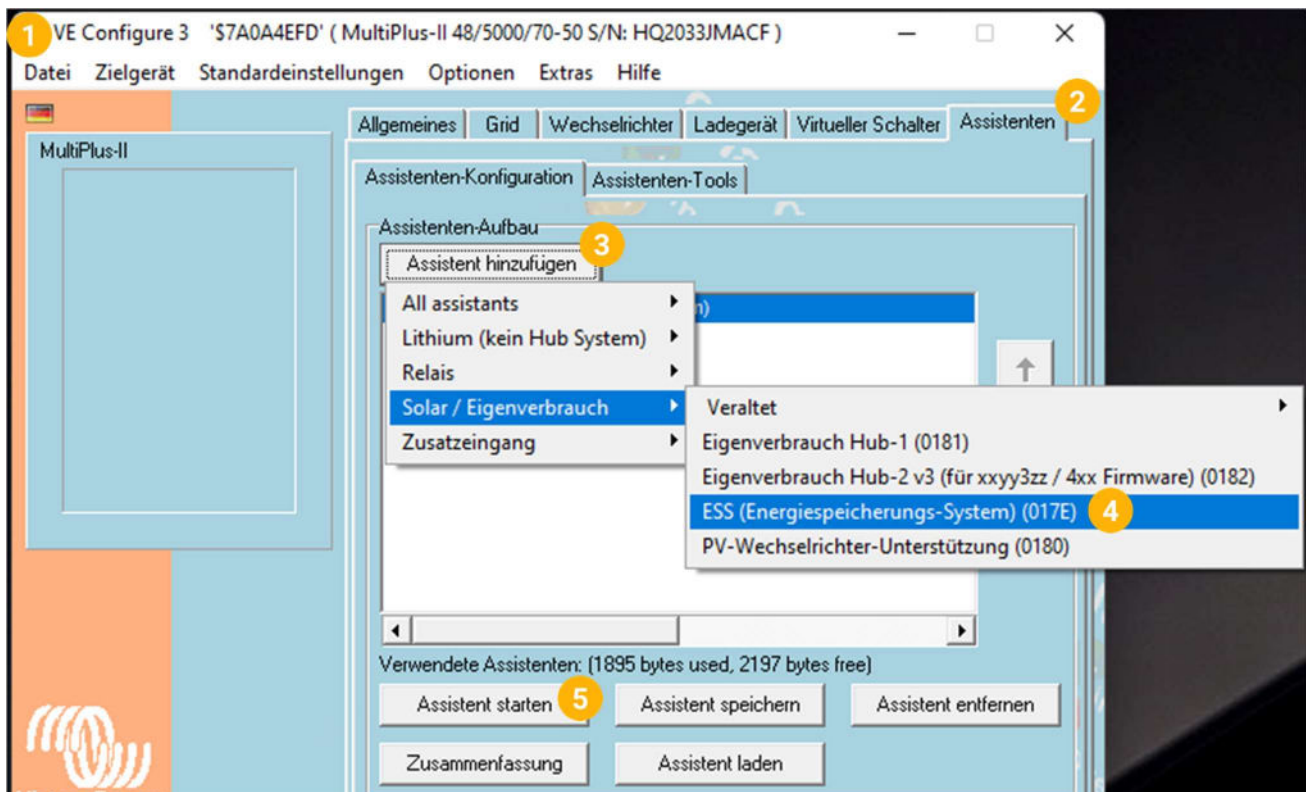 1 VE Configure 3 '$7A0A4EFD' ( MultiPlus-II 48/5000/70-50 S/N: HQ2033JMACF )
Datei Zielgerät Standardeinstellungen Optionen Extras Hilfe
2
Allgemeines Grid Wechselrichter Ladegerät Virtueller Schalter Assistenten
MultiPlus-II
Assistenten-Konfiguration Assistenten-Tools
Assistenten-Aufbau
3
Assistent hinzufügen
All assistants
Lithium (kein Hub System)
Relais
Solar / Eigenverbrauch
Zusatzeingang
Veraltet
Eigenverbrauch Hub-1 (0181)
Eigenverbrauch Hub-2 v3 (für xxyy3zz / 4xx Firmware) (0182)
ESS (Energiespeicherungs-System) (017E) 4
PV-Wechselrichter-Unterstützung (0180)
Verwendete Assistenten: (1895 bytes used, 2197 bytes free)
Assistent starten 5 Assistent speichern Assistent entfernen
Zusammenfassung Assistent laden